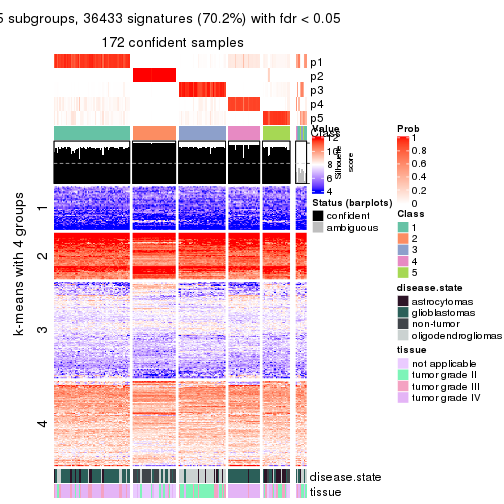 5 subgroups, 36433 signatures (70.2%) with fdr < 0.05
172 confident samples
p1
p2
p3
p4
p5
Class
Silhouette
score
1
2
3
4
k-means with 4 groups
disease.state
tissue
Value
12
10
8
6
4
Status (barplots)
confident
ambiguous
Prob
1
0.8
0.6
0.4
0.2
0
Class
1
2
3
4
5
disease.state
astrocytomas
glioblastomas
non-tumor
oligodendrogliomas
tissue
not applicable
tumor grade II
tumor grade III
tumor grade IV